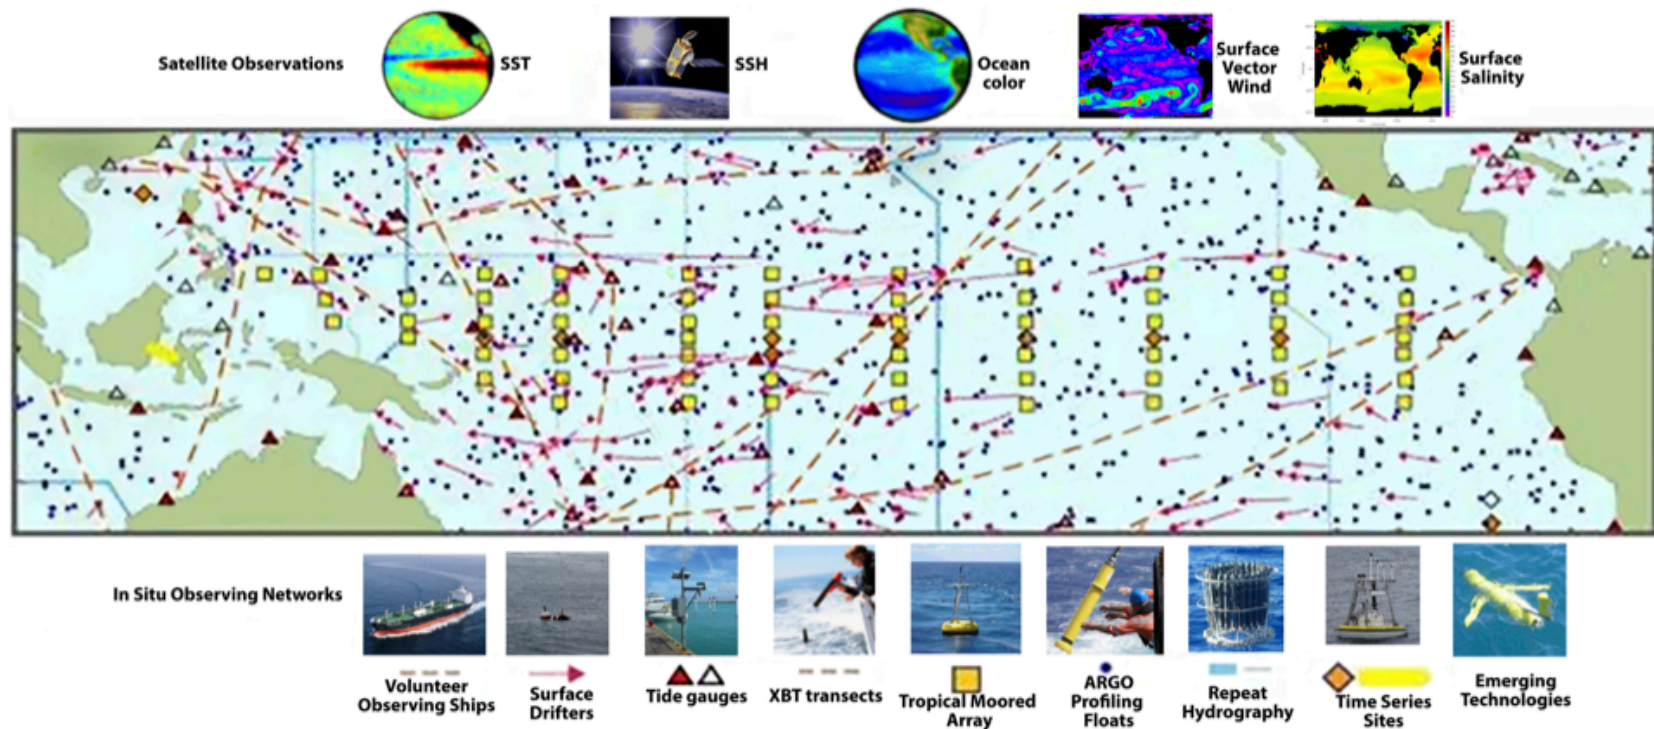 Satellite Observations
SST
SSH
Ocean
color
Surface
Vector
Wind
Surface
Salinity
In Situ Observing Networks
Volunteer
Observing Ships
Surface
Drifters
Tide gauges
XBT transects
Tropical Moored
Array
ARGO
Profiling
Floats
Repeat
Hydrography
Time Series
Sites
Emerging
Technologies